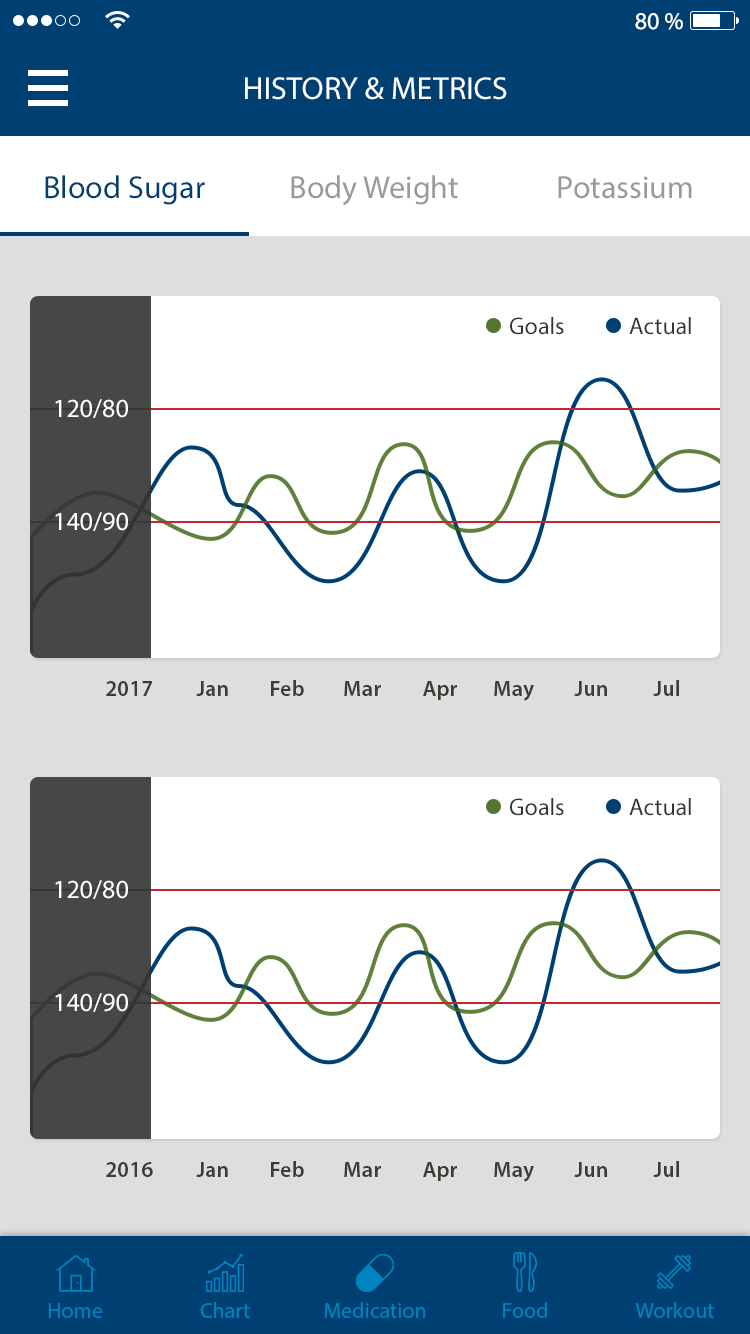 80 %
HISTORY & METRICS
Blood Sugar Body Weight Potassium
Goals Actual
120/80
140/90
2017 Jan Feb Mar Apr May Jun Jul
Goals Actual
120/80
140/90
2016 Jan Feb Mar Apr May Jun Jul
Home Chart Medication Food Workout